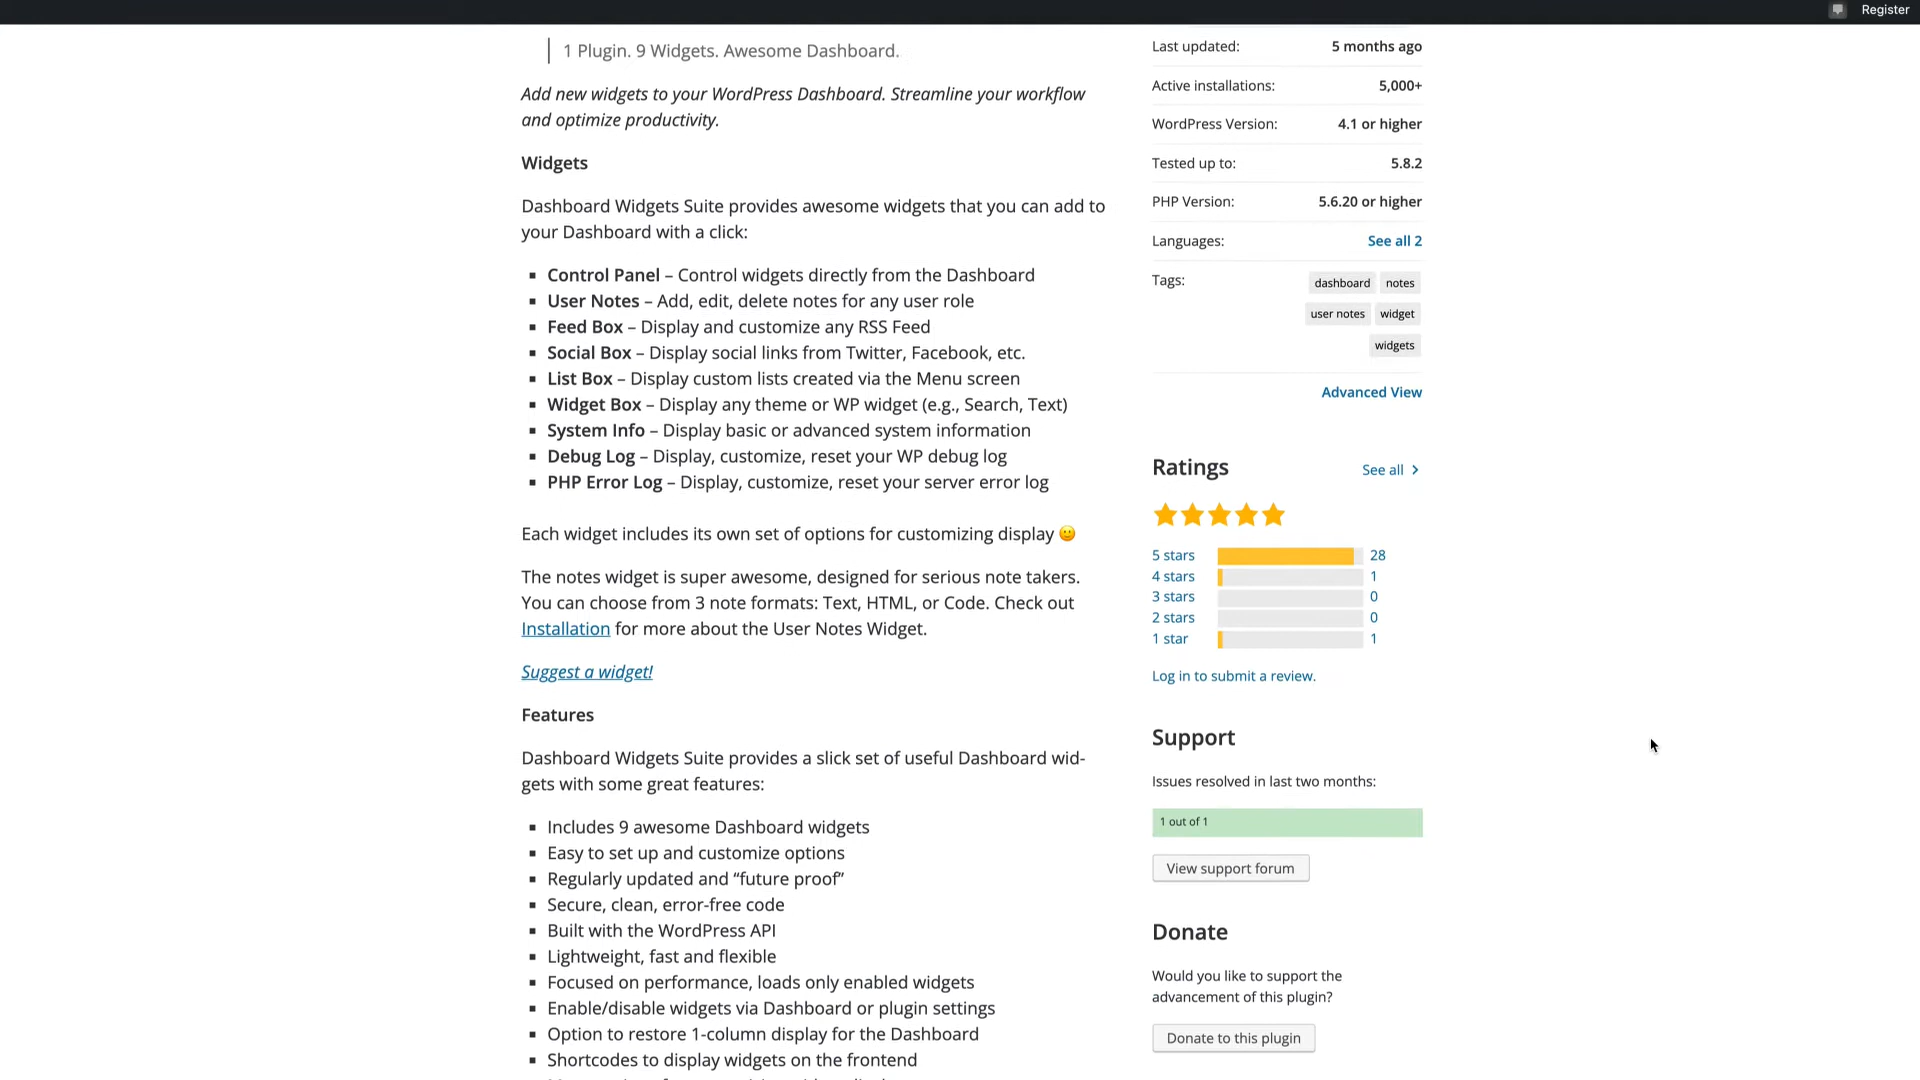 Register
1 Plugin. 9 Widgets. Awesome Dashboard.
Add new widgets to your WordPress Dashboard. Streamline your workflow
and optimize productivity.
Widgets
Dashboard Widgets Suite provides awesome widgets that you can add to
your Dashboard with a click:
Control Panel – Control widgets directly from the Dashboard
User Notes – Add, edit, delete notes for any user role
Feed Box – Display and customize any RSS Feed
Social Box – Display social links from Twitter, Facebook, etc.
List Box – Display custom lists created via the Menu screen
Widget Box – Display any theme or WP widget (e.g., Search, Text)
System Info – Display basic or advanced system information
Debug Log – Display, customize, reset your WP debug log
PHP Error Log – Display, customize, reset your server error log
Each widget includes its own set of options for customizing display 🙂
The notes widget is super awesome, designed for serious note takers.
You can choose from 3 note formats: Text, HTML, or Code. Check out
Installation for more about the User Notes Widget.
Suggest a widget!
Features
Dashboard Widgets Suite provides a slick set of useful Dashboard wid-
gets with some great features:
Includes 9 awesome Dashboard widgets
Easy to set up and customize options
Regularly updated and “future proof”
Secure, clean, error-free code
Built with the WordPress API
Lightweight, fast and flexible
Focused on performance, loads only enabled widgets
Enable/disable widgets via Dashboard or plugin settings
Option to restore 1-column display for the Dashboard
Shortcodes to display widgets on the frontend
Last updated: 5 months ago
Active installations: 5,000+
WordPress Version: 4.1 or higher
Tested up to: 5.8.2
PHP Version: 5.6.20 or higher
Languages: See all 2
Tags: dashboard notes
user notes widget
widgets
Advanced View
Ratings See all
5 stars 28
4 stars 1
3 stars 0
2 stars 0
1 star 1
Log in to submit a review.
Support
Issues resolved in last two months:
1 out of 1
View support forum
Donate
Would you like to support the
advancement of this plugin?
Donate to this plugin